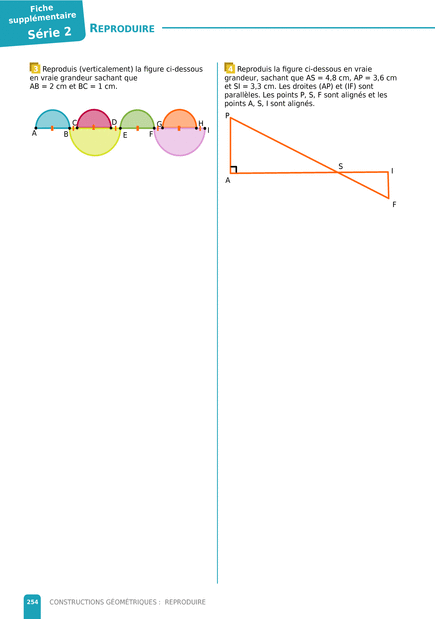 Fiche
supplémentaire
Série 2
REPRODUIRE
3 Reproduis (verticalement) la figure ci-dessous
en vraie grandeur sachant que
AB = 2 cm et BC = 1 cm.
A B C D E F G H I
4 Reproduis la figure ci-dessous en vraie
grandeur, sachant que AS = 4,8 cm, AP = 3,6 cm
et SI = 3,3 cm. Les droites (AP) et (IF) sont
parallèles. Les points P, S, F sont alignés et les
points A, S, I sont alignés.
P
S I
A
F
254 CONSTRUCTIONS GÉOMÉTRIQUES : REPRODUIRE